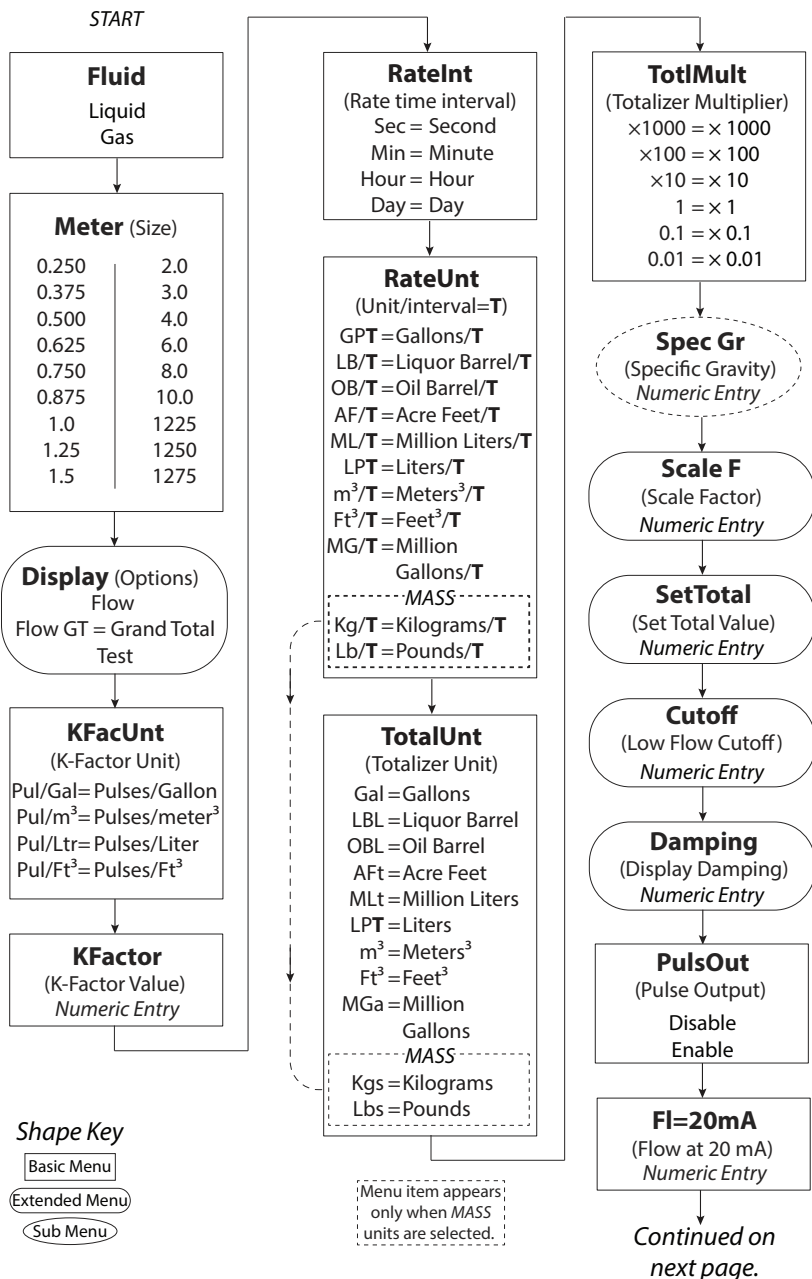 START
Fluid
Liquid
Gas
Meter (Size)
0.250 2.0
0.375 3.0
0.500 4.0
0.625 6.0
0.750 8.0
0.875 10.0
1.0 1225
1.25 1250
1.5 1275
Display (Options)
Flow
Flow GT = Grand Total
Test
KFacUnt
(K-Factor Unit)
Pul/Gal= Pulses/Gallon
Pul/m³= Pulses/meter³
Pul/Ltr= Pulses/Liter
Pul/Ft³= Pulses/Ft³
KFactor
(K-Factor Value)
Numeric Entry
Shape Key
Basic Menu
Extended Menu
Sub Menu
RateInt
(Rate time interval)
Sec = Second
Min = Minute
Hour = Hour
Day = Day
RateUnt
(Unit/interval=T)
GPT = Gallons/T
LB/T = Liquor Barrel/T
OB/T = Oil Barrel/T
AF/T = Acre Feet/T
ML/T = Million Liters/T
LPT = Liters/T
m³/T = Meters³/T
Ft³/T = Feet³/T
MG/T = Million
Gallons/T
MASS
Kg/T = Kilograms/T
Lb/T = Pounds/T
TotalUnt
(Totalizer Unit)
Gal = Gallons
LBL = Liquor Barrel
OBL = Oil Barrel
AFt = Acre Feet
MLt = Million Liters
LPT = Liters
m³ = Meters³
Ft³ = Feet³
MGa = Million
Gallons
MASS
Kgs = Kilograms
Lbs = Pounds
Menu item appears
only when MASS
units are selected.
TotlMult
(Totalizer Multiplier)
×1000 = × 1000
×100 = × 100
×10 = × 10
1 = × 1
0.1 = × 0.1
0.01 = × 0.01
Spec Gr
(Specific Gravity)
Numeric Entry
Scale F
(Scale Factor)
Numeric Entry
SetTotal
(Set Total Value)
Numeric Entry
Cutoff
(Low Flow Cutoff)
Numeric Entry
Damping
(Display Damping)
Numeric Entry
PulsOut
(Pulse Output)
Disable
Enable
Fl=20mA
(Flow at 20 mA)
Numeric Entry
Continued on
next page.